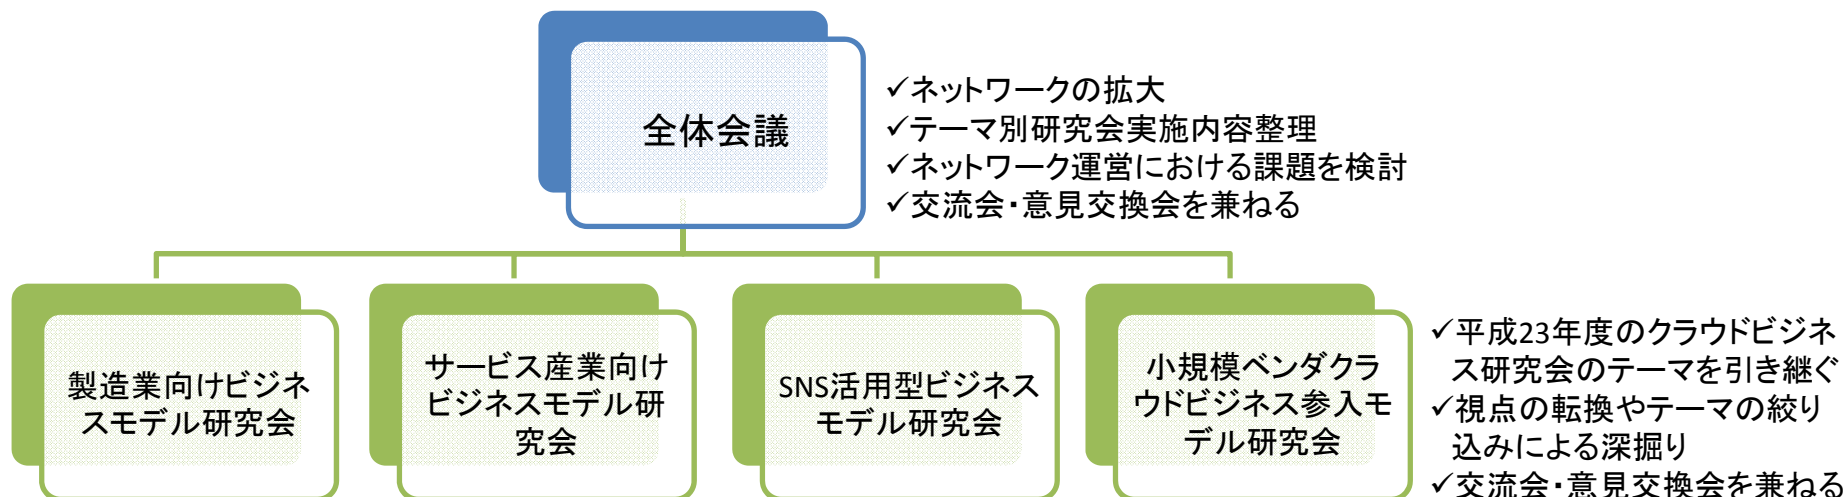 全体会議
✓ネットワークの拡大
✓テーマ別研究会実施内容整理
✓ネットワーク運営における課題を検討
✓交流会・意見交換会を兼ねる
製造業向けビジネ
スモデル研究会
サービス産業向け
ビジネスモデル研
究会
SNS活用型ビジネス
モデル研究会
小規模ベンダクラ
ウドビジネス参入モ
デル研究会
✓平成23年度のクラウドビジネ
ス研究会のテーマを引き継ぐ
✓視点の転換やテーマの絞り
込みによる深掘り
✓交流会・意見交換会を兼ねる